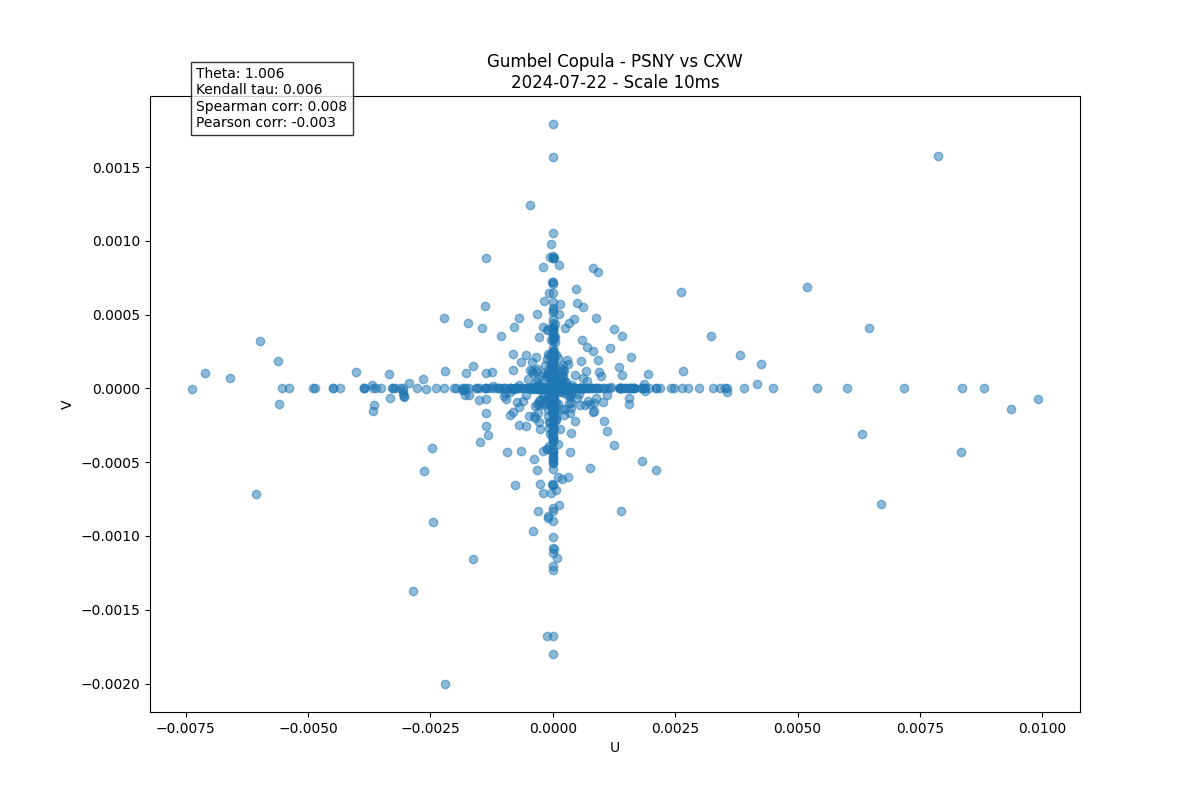 Gumbel Copula - PSNY vs CXW
2024-07-22 - Scale 10ms
Theta: 1.006
Kendall tau: 0.006
Spearman corr: 0.008
Pearson corr: -0.003
0.0015
0.0010
0.0005
0.0000
−0.0005
−0.0010
−0.0015
−0.0020
V
−0.0075
−0.0050
−0.0025
0.0000
0.0025
0.0050
0.0075
0.0100
U